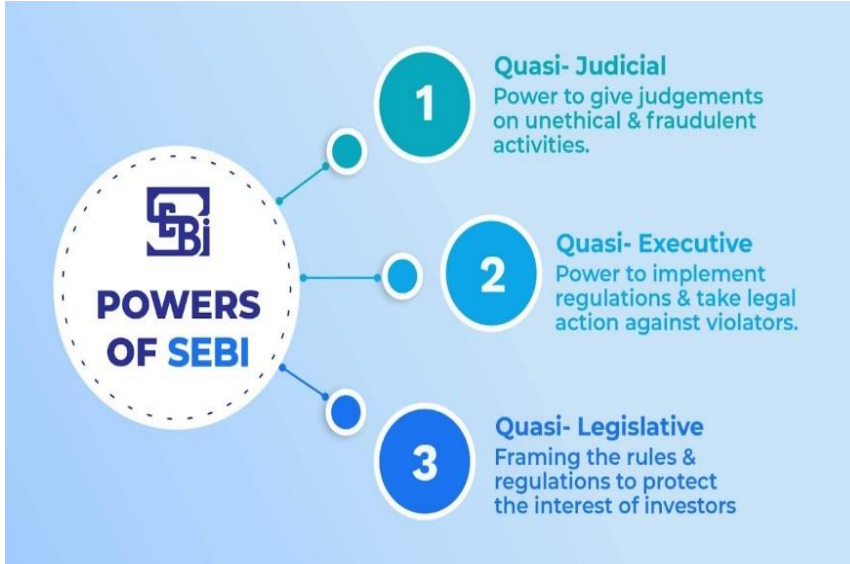 SEBi
POWERS
OF SEBI
1
Quasi- Judicial
Power to give judgements
on unethical & fraudulent
activities.
2
Quasi- Executive
Power to implement
regulations & take legal
action against violators.
3
Quasi- Legislative
Framing the rules &
regulations to protect
the interest of investors